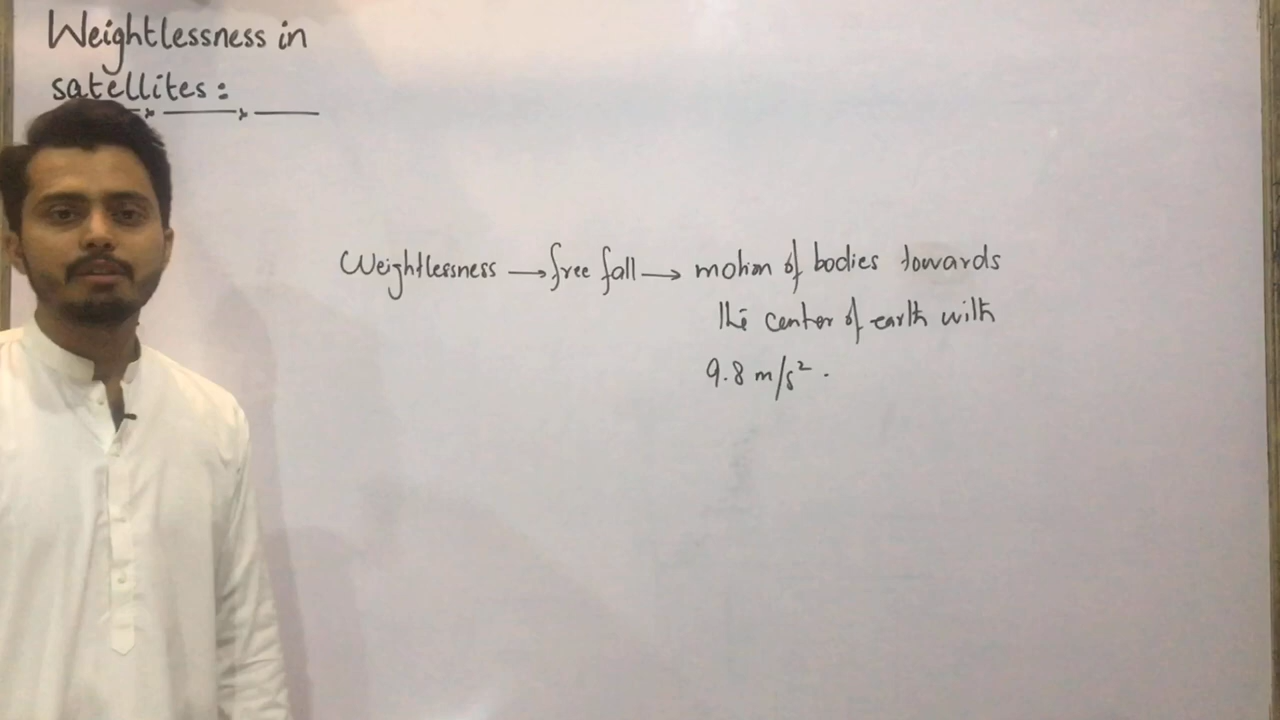 Weightlessness in
satellites:
Weightlessness → free fall → motion of bodies towards
the center of earth with
9.8 m/s².